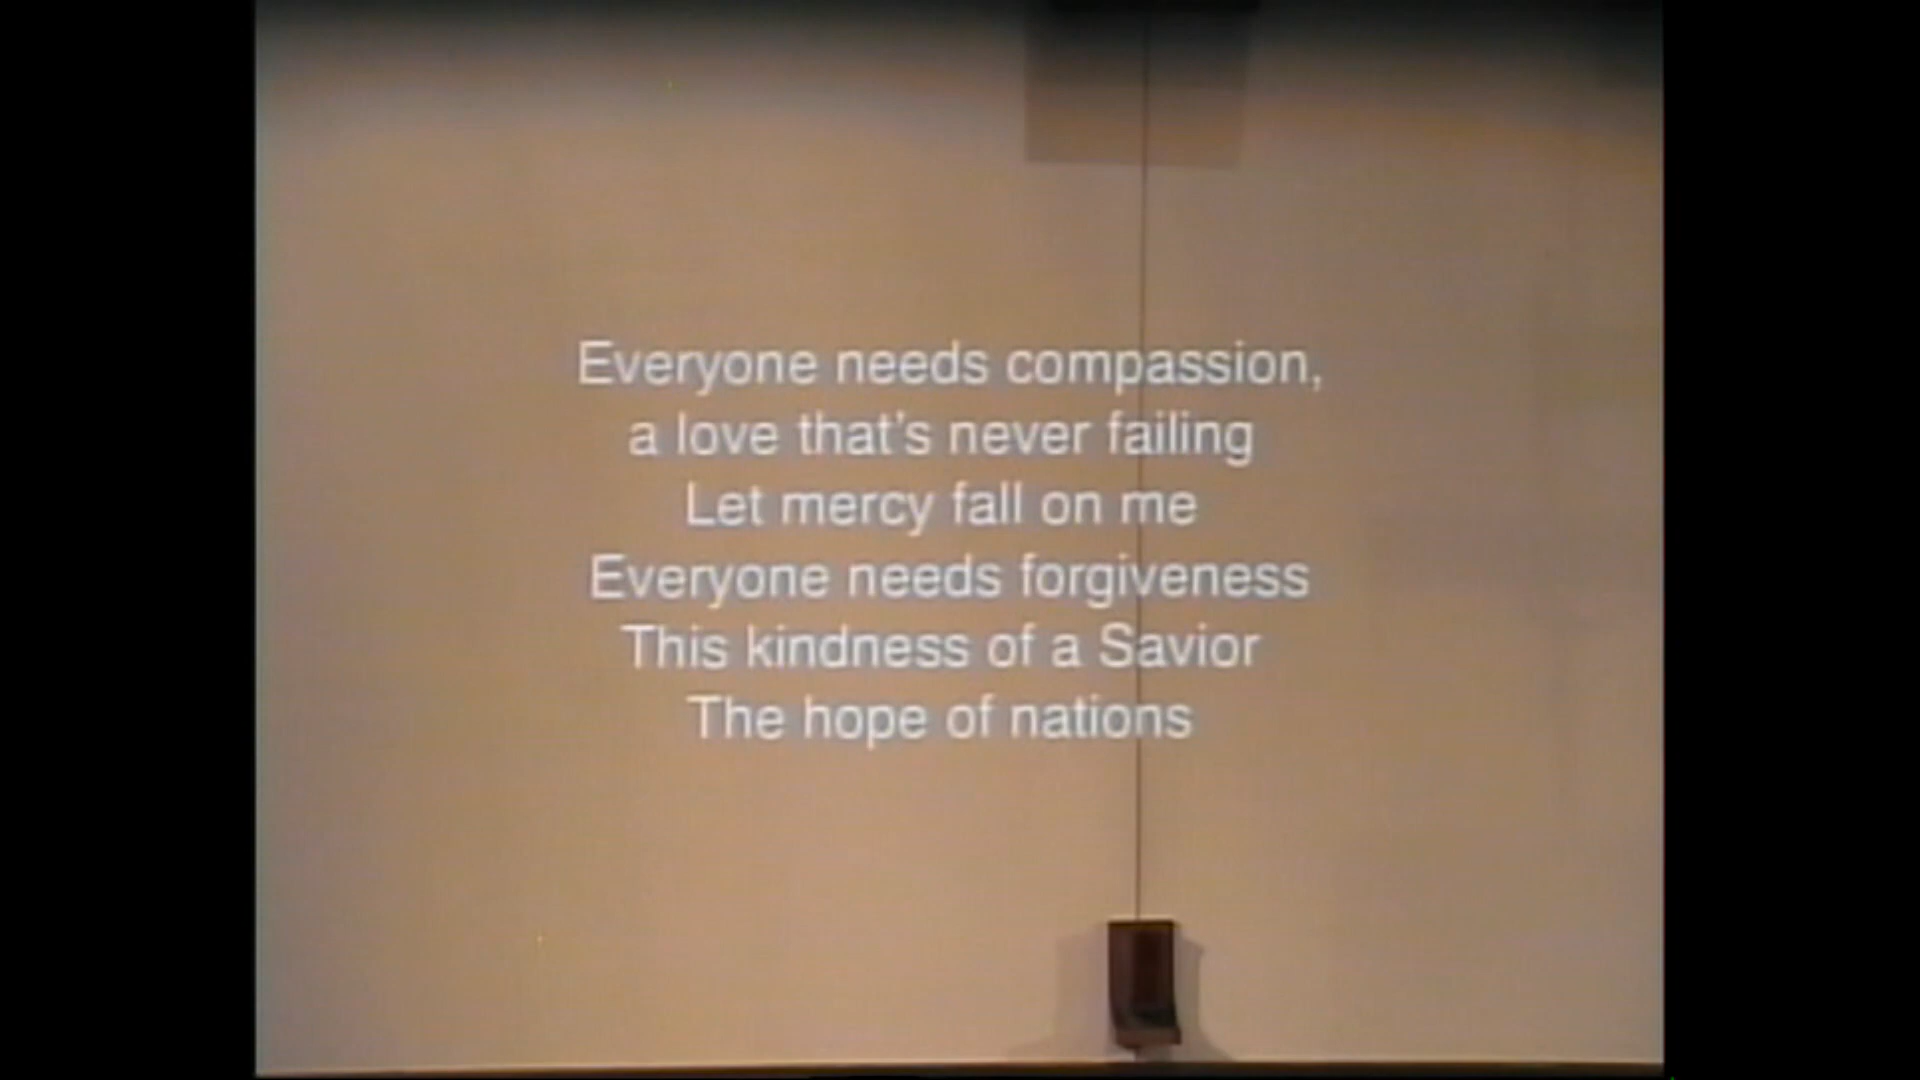 Everyone needs compassion,
a love that's never failing
Let mercy fall on me
Everyone needs forgiveness
This kindness of a Savior
The hope of nations